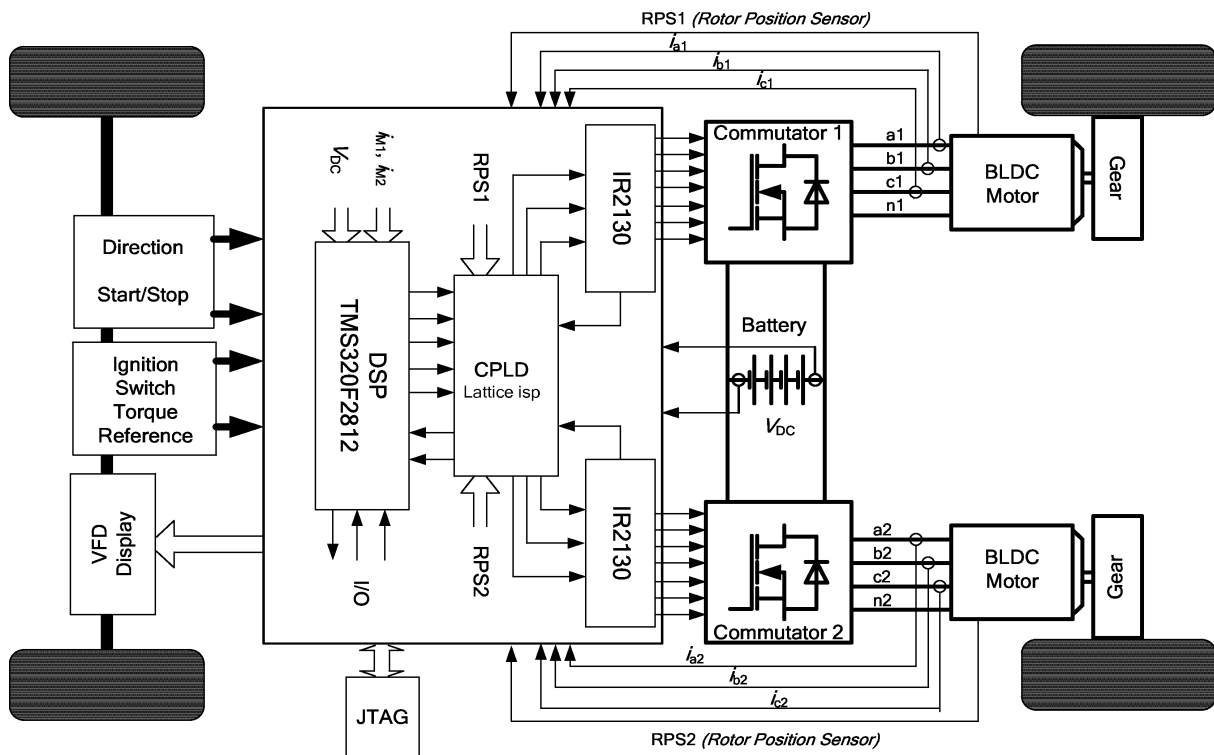 RPS1 (Rotor Position Sensor)
ia1
ib1
ic1
Direction
Start/Stop
Ignition
Switch
Torque
Reference
VFD
Display
VDC
iM1, iM2
RPS1
DSP
TMS320F2812
I/O
CPLD
Lattice isp
RPS2
IR2130
IR2130
JTAG
Commutator 1
a1
b1
c1
n1
BLDC
Motor
Gear
Battery
VDC
Commutator 2
a2
b2
c2
n2
BLDC
Motor
Gear
ia2
ib2
ic2
RPS2 (Rotor Position Sensor)